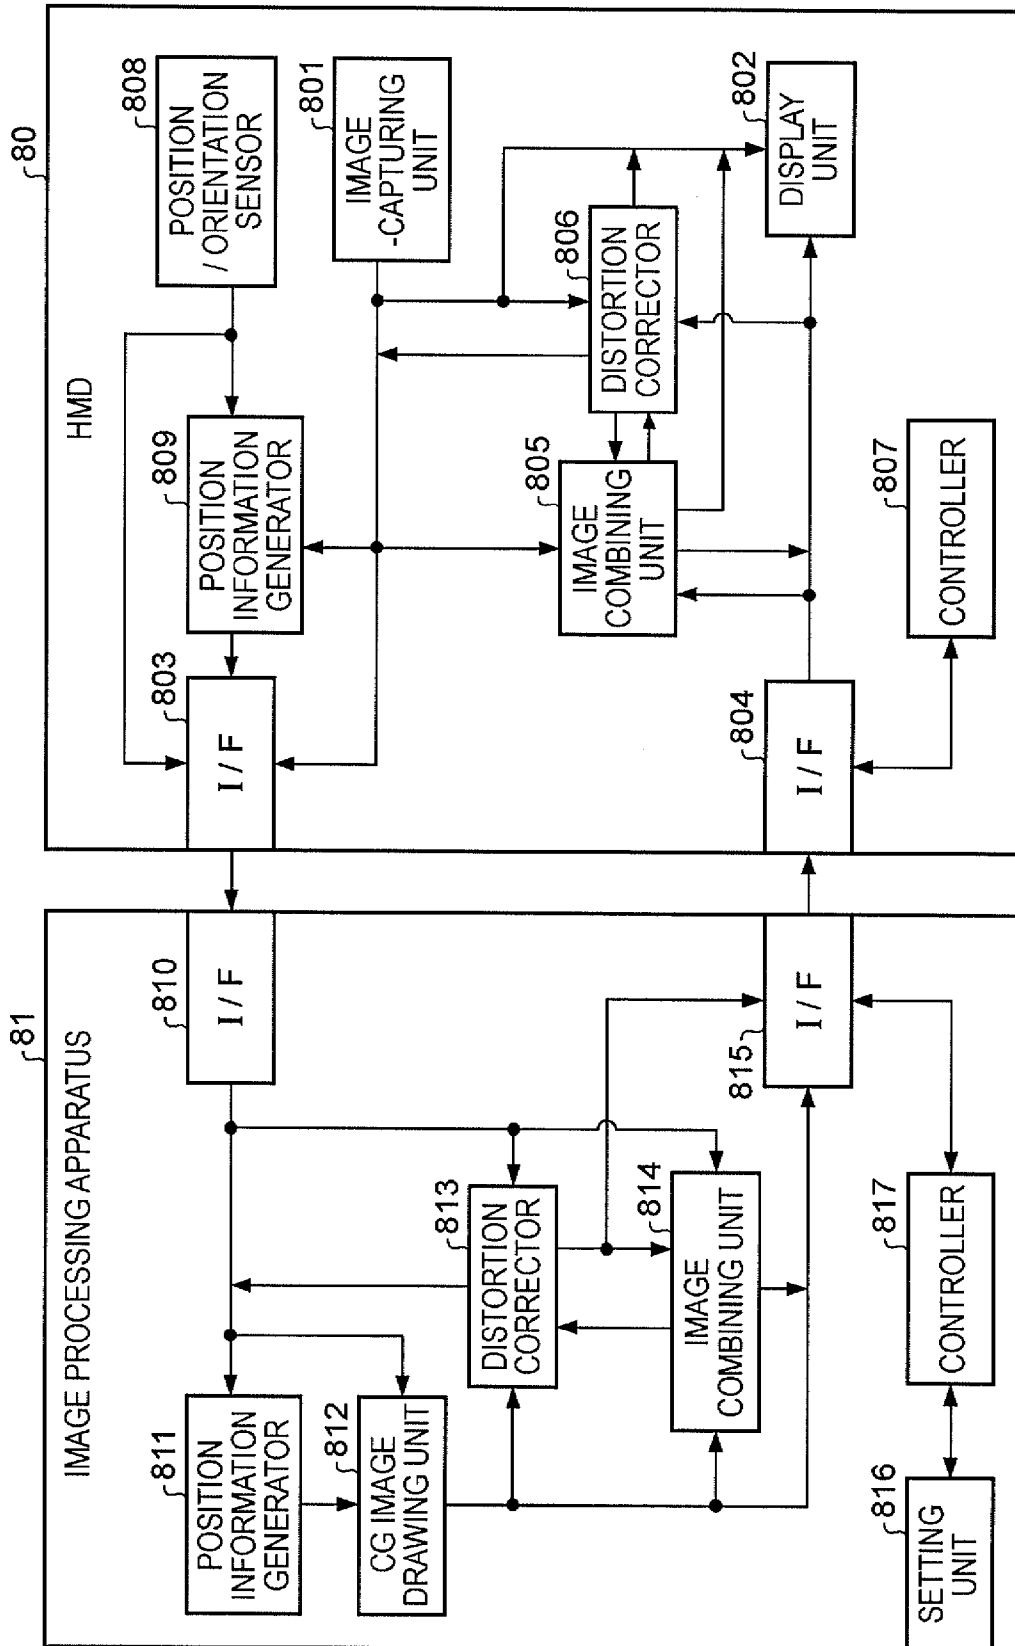 80
HMD
808
POSITION
/ ORIENTATION
SENSOR
801
IMAGE
-CAPTURING
UNIT
809
POSITION
INFORMATION
GENERATOR
803
I / F
806
DISTORTION
CORRECTOR
802
DISPLAY
UNIT
805
IMAGE
COMBINING
UNIT
804
I / F
807
CONTROLLER
81
IMAGE PROCESSING APPARATUS
810
I / F
811
POSITION
INFORMATION
GENERATOR
812
CG IMAGE
DRAWING UNIT
813
DISTORTION
CORRECTOR
814
IMAGE
COMBINING UNIT
815
I / F
816
SETTING
UNIT
817
CONTROLLER